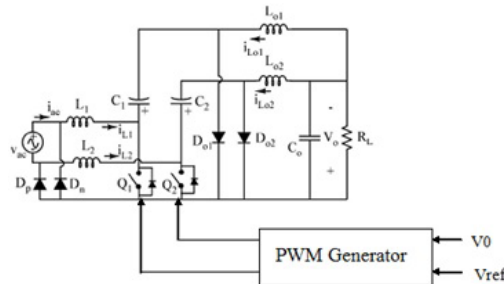 Lo1
iLo1
Lo2
iLo2
C1
+
C2
+
iac
L1
iL1
vac
L2
iL2
Do1
Do2
Co
-
Vo
+
RL
Dp
Dn
Q1
Q2
PWM Generator
V0
Vref